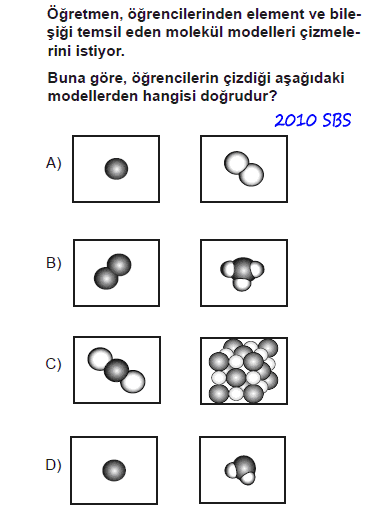 Öğretmen, öğrencilerinden element ve bile-
şiği temsil eden molekül modelleri çizmele-
rini istiyor.
Buna göre, öğrencilerin çizdiği aşağıdaki
modellerden hangisi doğrudur?
2010 SBS
A)
B)
C)
D)